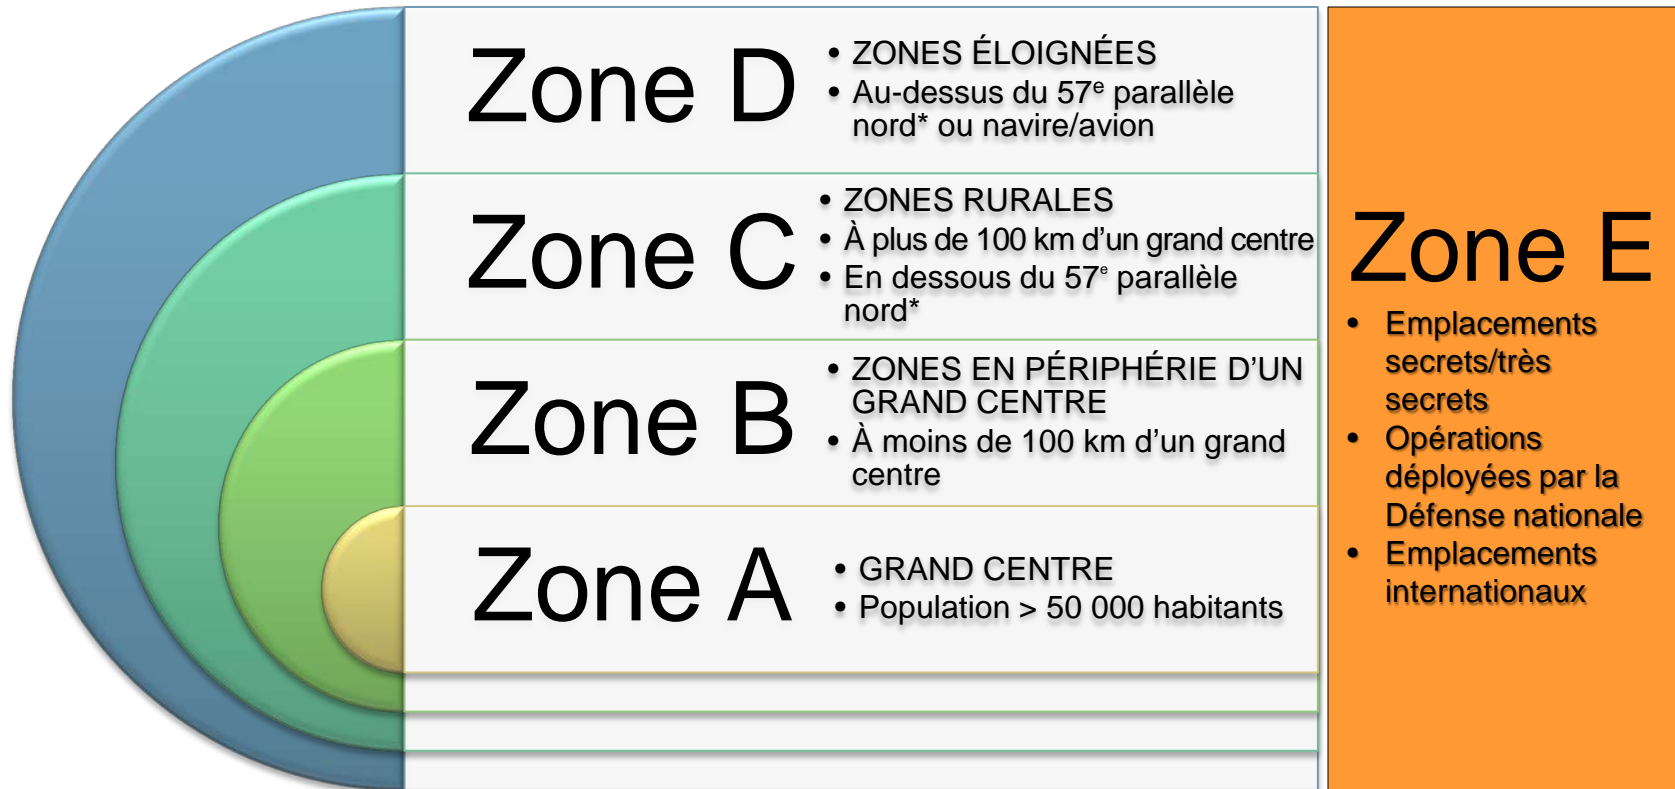 Zone D
• ZONES ÉLOIGNÉES
• Au-dessus du 57e parallèle
nord* ou navire/avion
Zone C
• ZONES RURALES
• À plus de 100 km d’un grand centre
• En dessous du 57e parallèle
nord*
Zone B
• ZONES EN PÉRIPHÉRIE D’UN
GRAND CENTRE
• À moins de 100 km d’un grand
centre
Zone A
• GRAND CENTRE
• Population > 50 000 habitants
Zone E
• Emplacements
secrets/très
secrets
• Opérations
déployées par la
Défense nationale
• Emplacements
internationaux